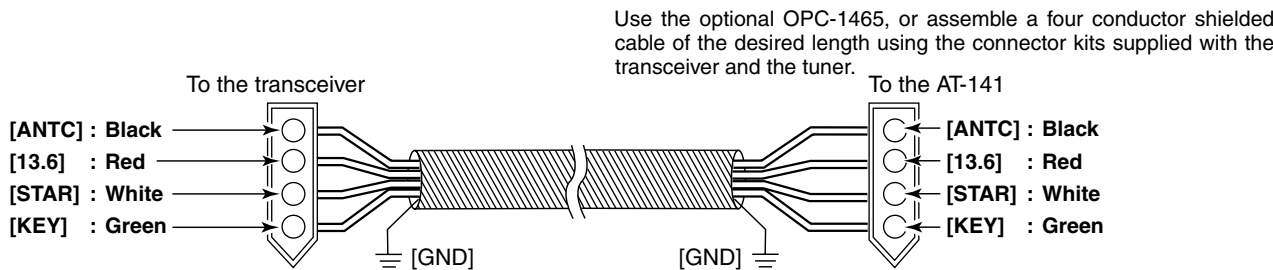 Use the optional OPC-1465, or assemble a four conductor shielded
cable of the desired length using the connector kits supplied with the
transceiver and the tuner.
To the transceiver
To the AT-141
[ANTC] : Black
[13.6] : Red
[STAR] : White
[KEY] : Green
[ANTC] : Black
[13.6] : Red
[STAR] : White
[KEY] : Green
[GND]
[GND]